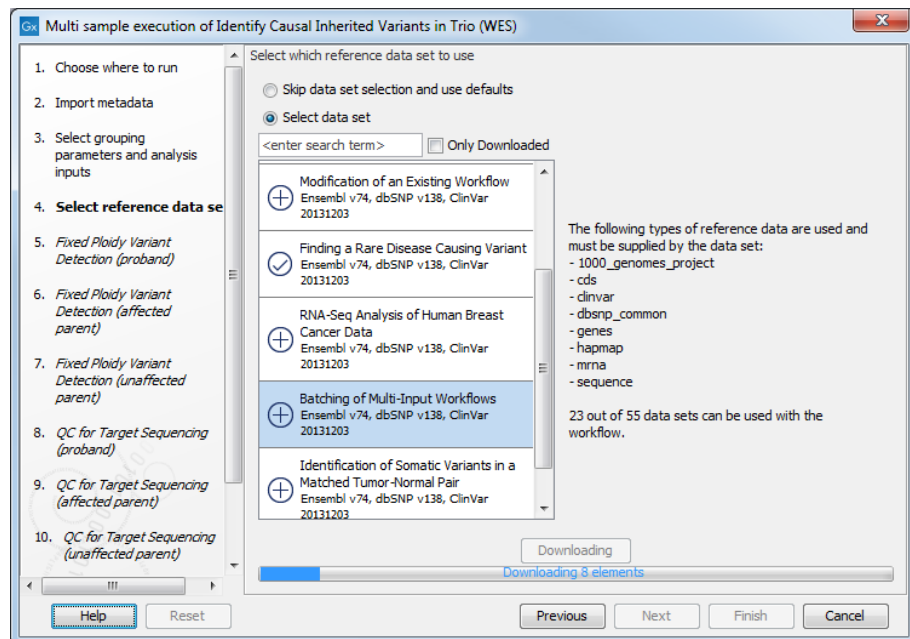 Gx Multi sample execution of Identify Causal Inherited Variants in Trio (WES)
1. Choose where to run
2. Import metadata
3. Select grouping
parameters and analysis
inputs
4. Select reference data se
5. Fixed Ploidy Variant
Detection (proband)
6. Fixed Ploidy Variant
Detection (affected
parent)
7. Fixed Ploidy Variant
Detection (unaffected
parent)
8. QC for Target Sequencing
(proband)
9. QC for Target Sequencing
(affected parent)
10. QC for Target Sequencing
(unaffected parent)
Select which reference data set to use
Skip data set selection and use defaults
Select data set
<enter search term> Only Downloaded
Modification of an Existing Workflow
Ensembl v74, dbSNP v138, ClinVar
20131203
Finding a Rare Disease Causing Variant
Ensembl v74, dbSNP v138, ClinVar
20131203
RNA-Seq Analysis of Human Breast
Cancer Data
Ensembl v74, dbSNP v138, ClinVar
20131203
Batching of Multi-Input Workflows
Ensembl v74, dbSNP v138, ClinVar
20131203
Identification of Somatic Variants in a
Matched Tumor-Normal Pair
Ensembl v74, dbSNP v138, ClinVar
20131203
The following types of reference data are used and
must be supplied by the data set:
- 1000_genomes_project
- cds
- clinvar
- dbsnp_common
- genes
- hapmap
- mrna
- sequence
23 out of 55 data sets can be used with the
workflow.
Downloading
Downloading 8 elements
Help Reset Previous Next Finish Cancel